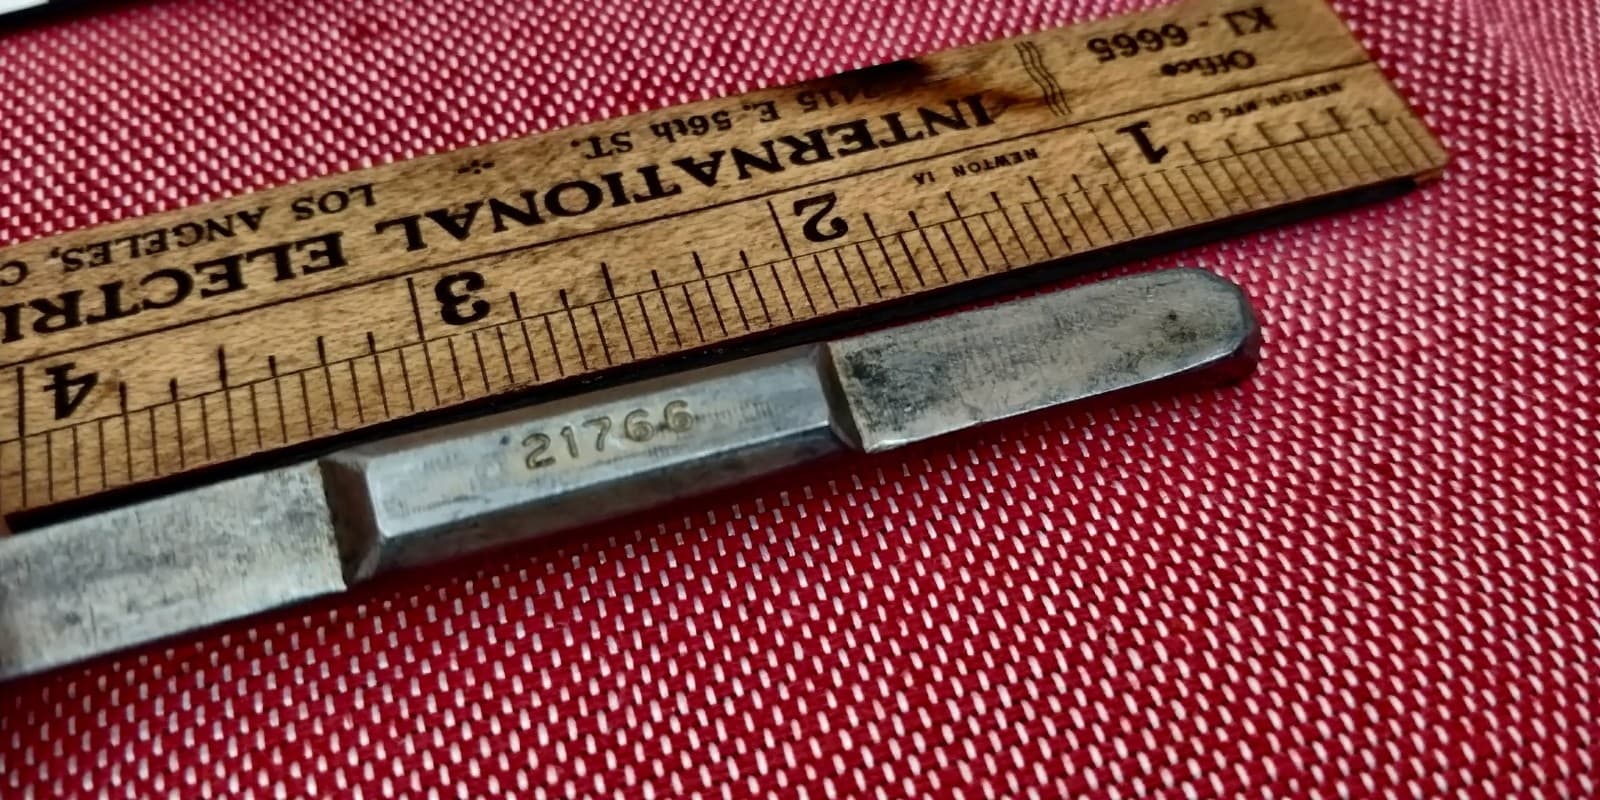 Office
KI-6665
INTERNATIONAL ELECTRI
2415 E. 56th ST.
LOS ANGELES, C
NEWTON MFG CO
NEWTON IA
1
2
3
4
21766